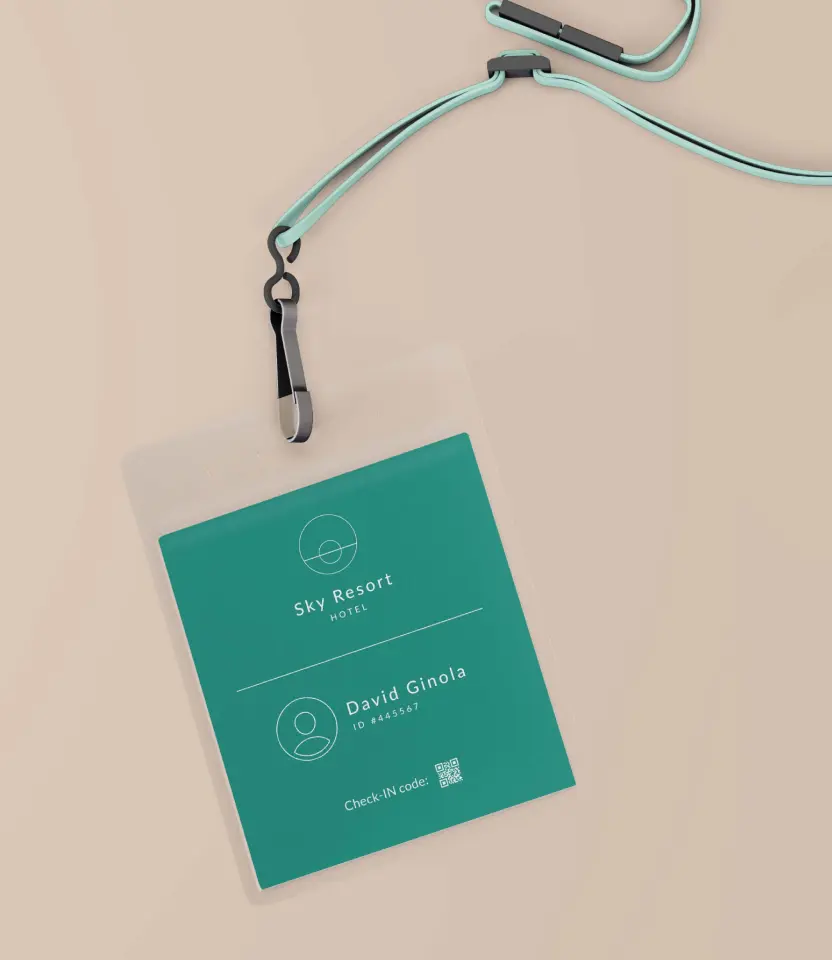 Sky Resort
HOTEL
David Ginola
ID #445567
Check-IN code: